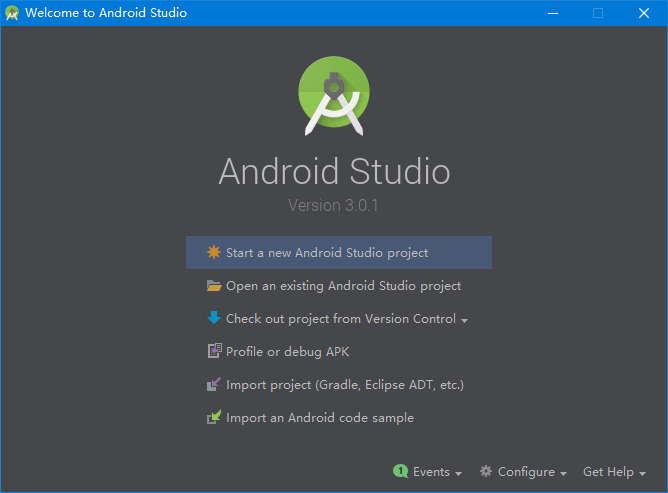 Welcome to Android Studio
Android Studio
Version 3.0.1
Start a new Android Studio project
Open an existing Android Studio project
Check out project from Version Control
Profile or debug APK
Import project (Gradle, Eclipse ADT, etc.)
Import an Android code sample
1 Events Configure Get Help